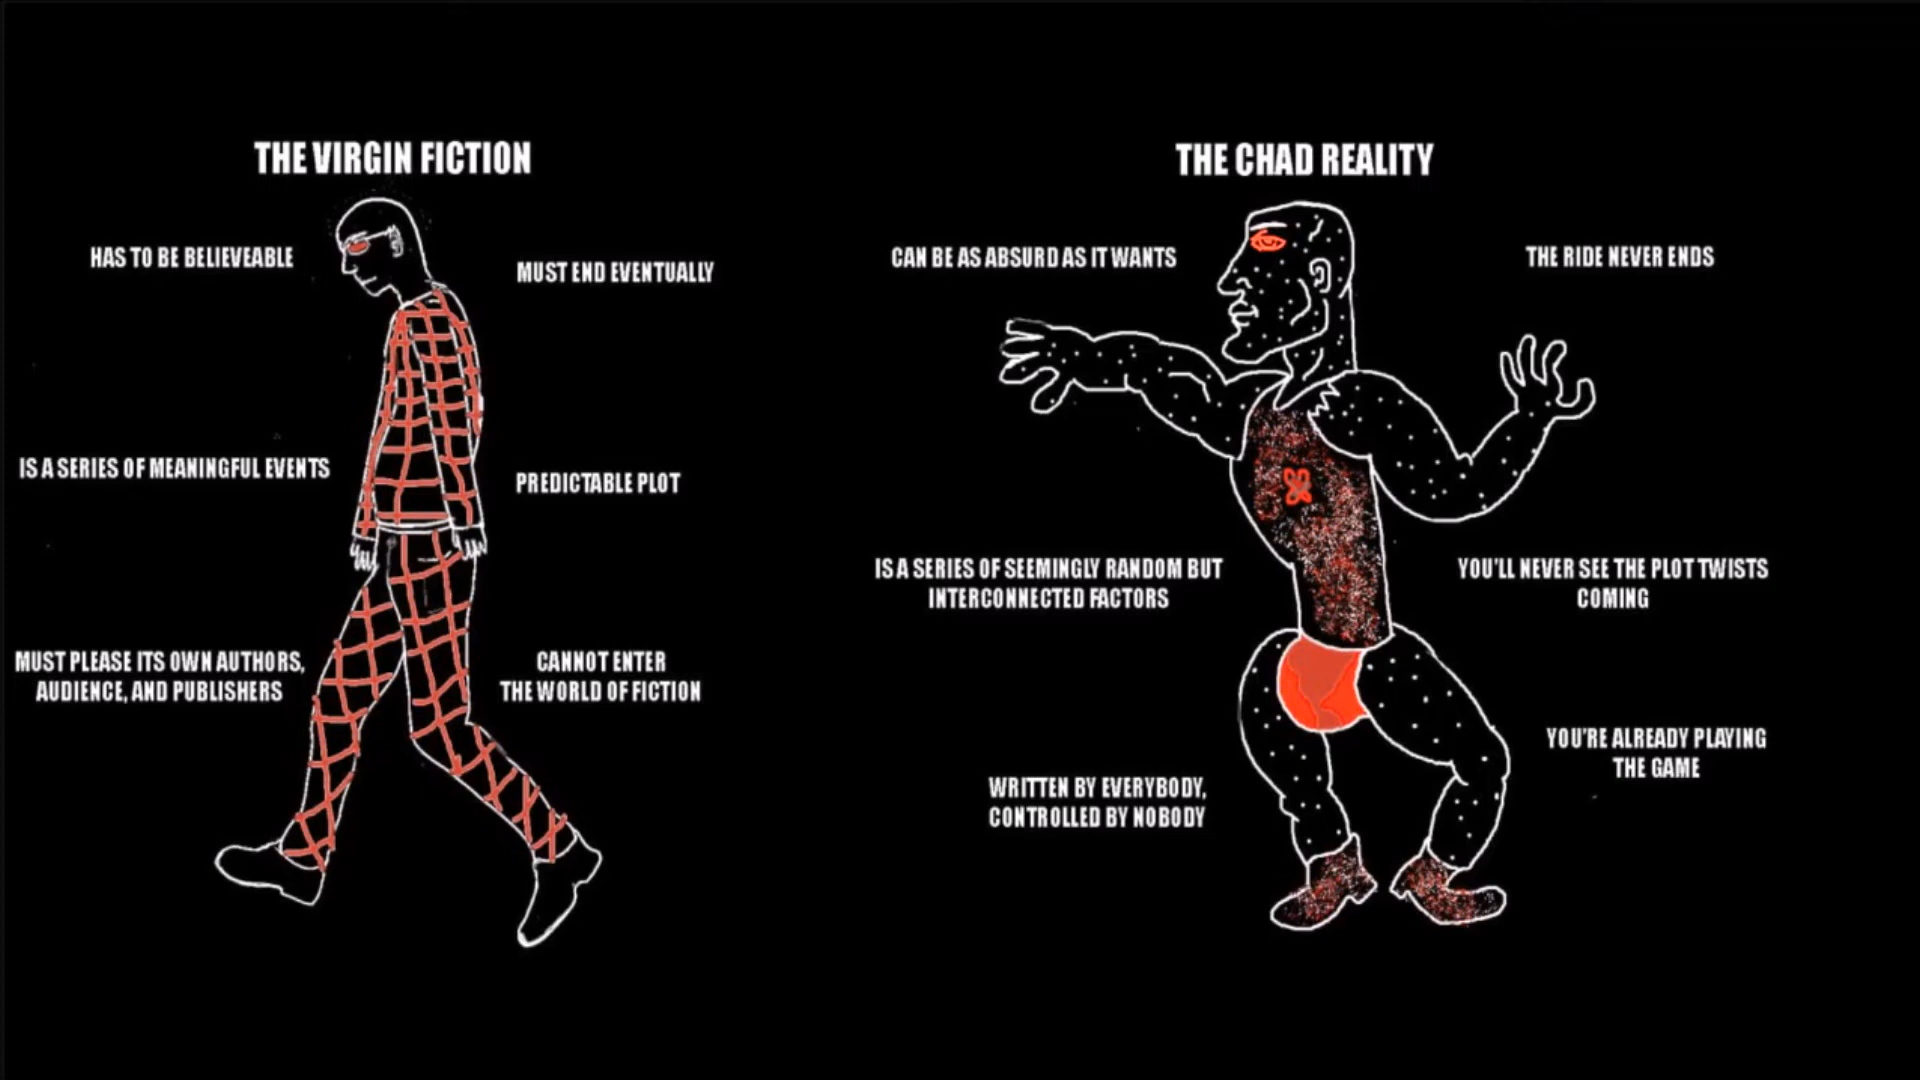 THE VIRGIN FICTION
HAS TO BE BELIEVEABLE
MUST END EVENTUALLY
IS A SERIES OF MEANINGFUL EVENTS
PREDICTABLE PLOT
MUST PLEASE ITS OWN AUTHORS,
AUDIENCE, AND PUBLISHERS
CANNOT ENTER
THE WORLD OF FICTION
THE CHAD REALITY
CAN BE AS ABSURD AS IT WANTS
THE RIDE NEVER ENDS
IS A SERIES OF SEEMINGLY RANDOM BUT
INTERCONNECTED FACTORS
YOU'LL NEVER SEE THE PLOT TWISTS
COMING
WRITTEN BY EVERYBODY,
CONTROLLED BY NOBODY
YOU'RE ALREADY PLAYING
THE GAME